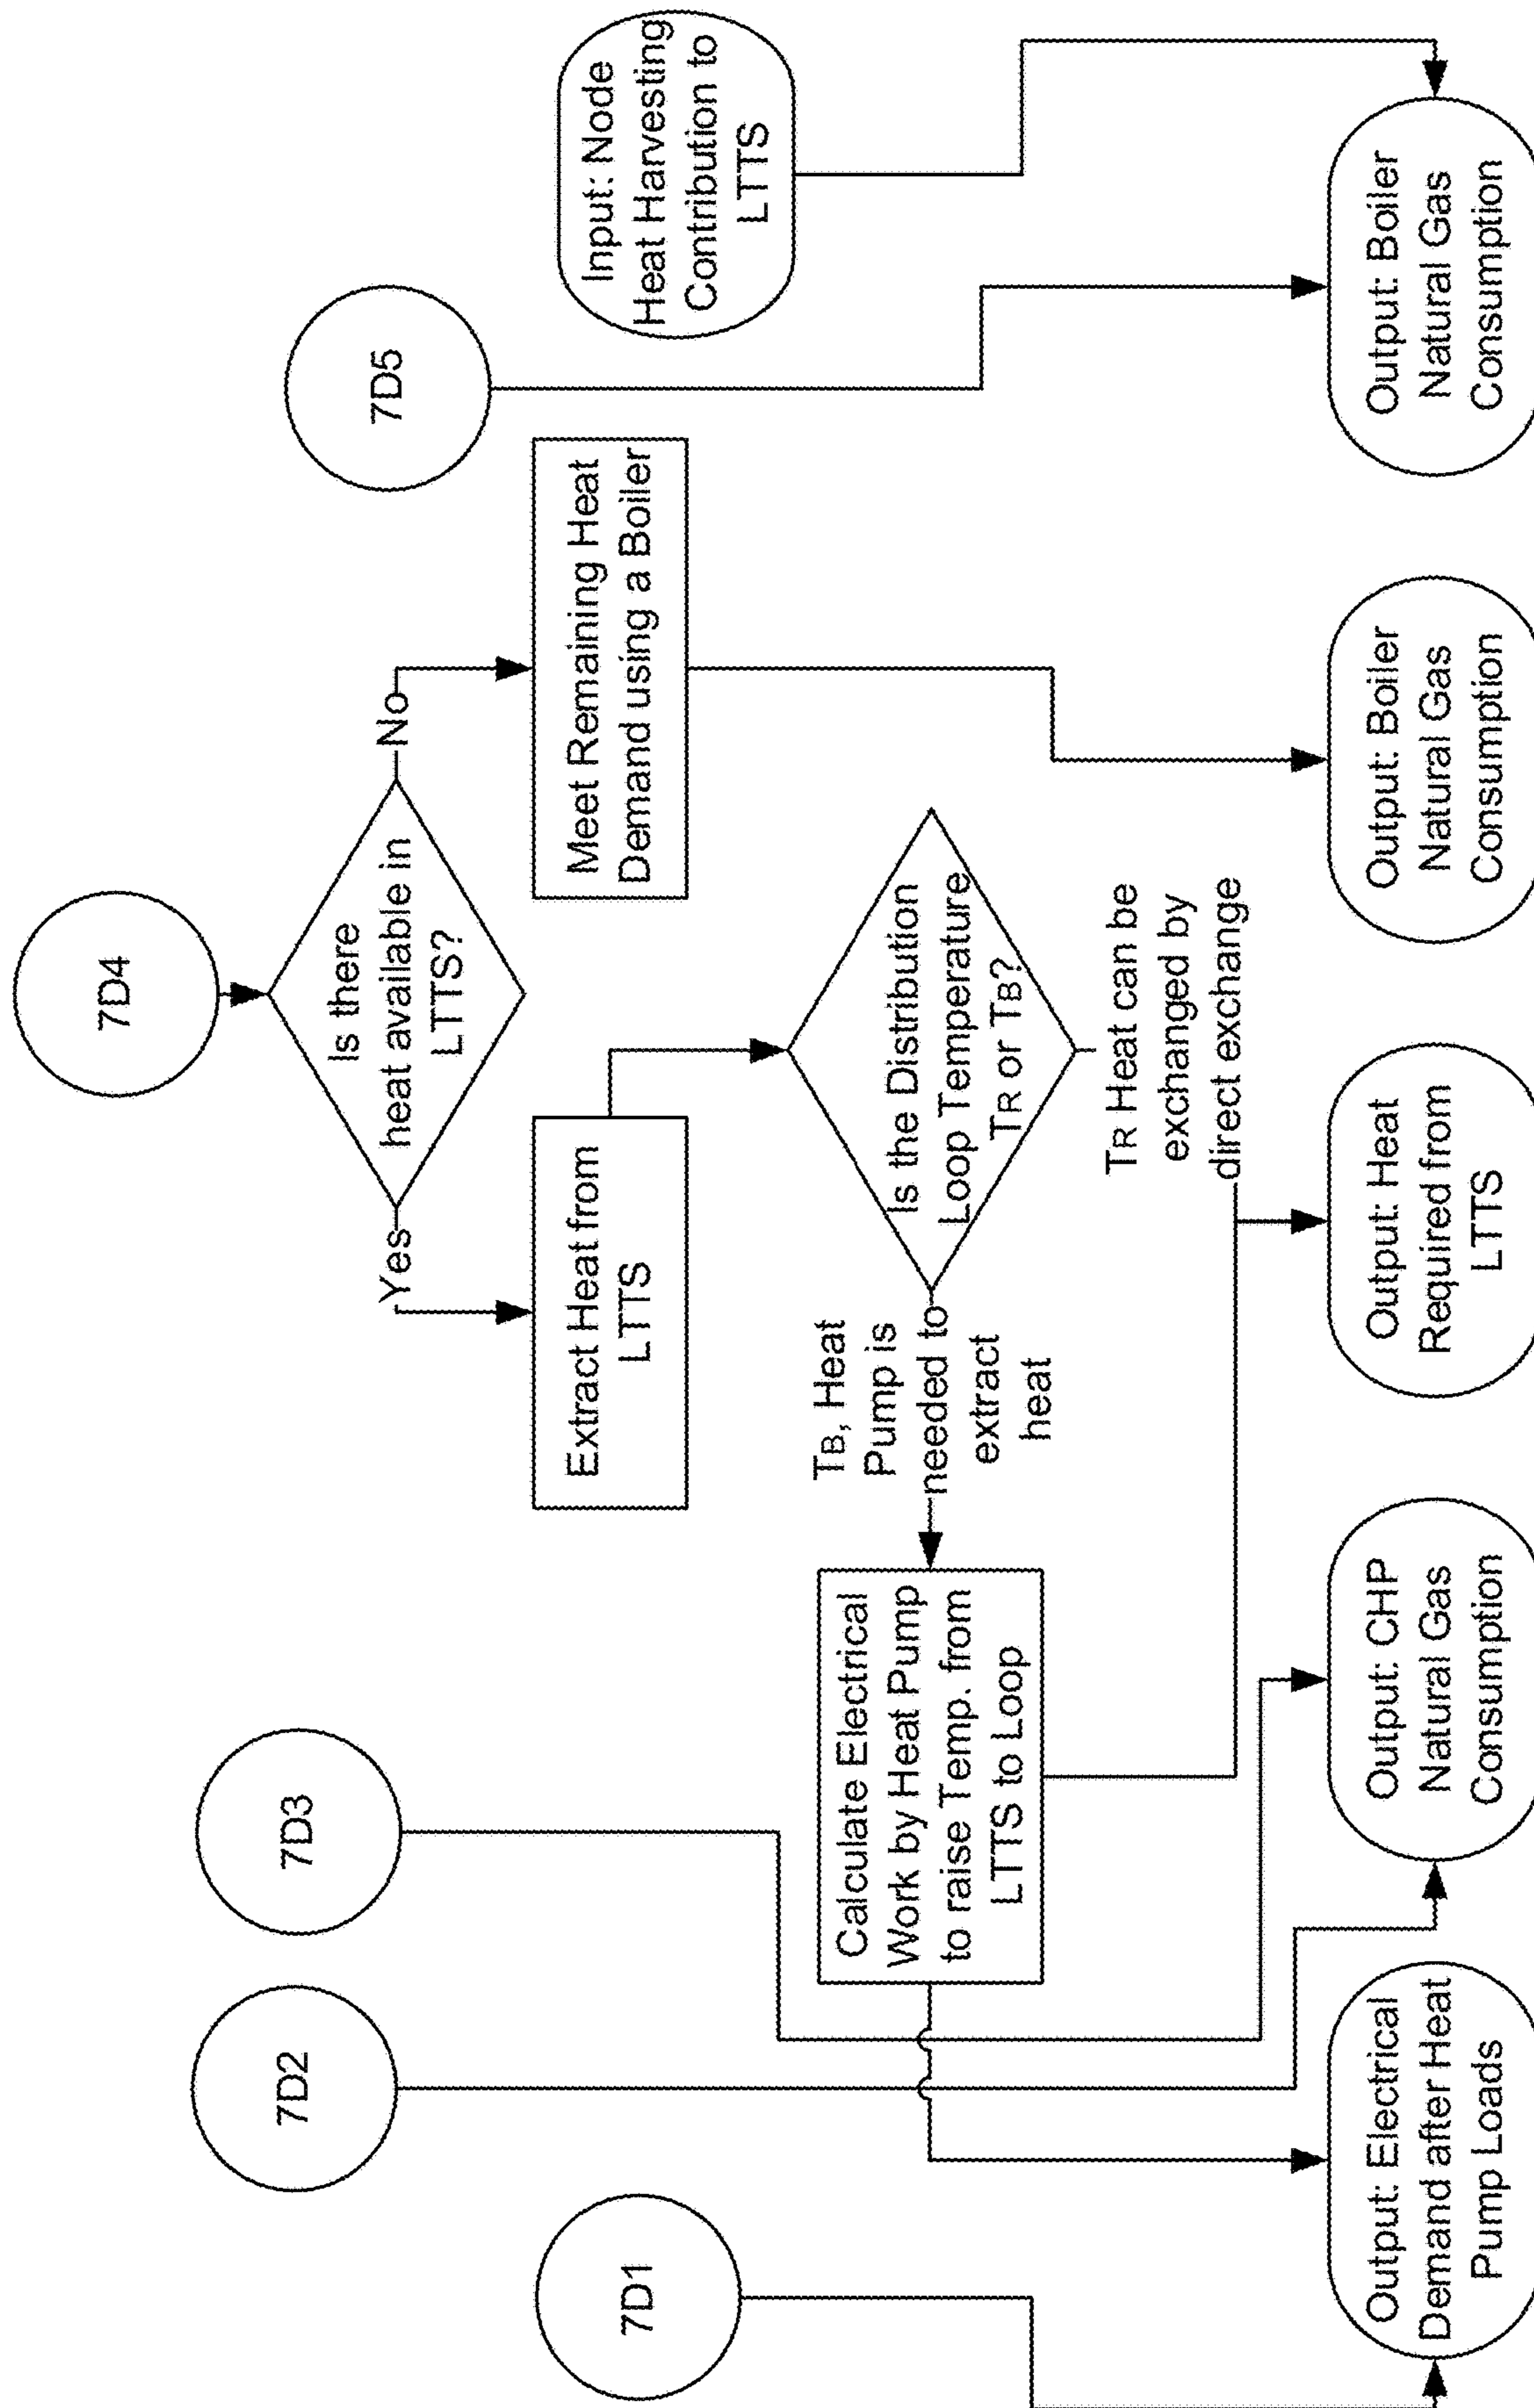 7D4
7D3
7D2
7D5
7D1
Is there
heat available in
LTTS?
Yes
No
Extract Heat from
LTTS
Meet Remaining Heat
Demand using a Boiler
Input: Node
Heat Harvesting
Contribution to
LTTS
Calculate Electrical
Work by Heat Pump
to raise Temp. from
LTTS to Loop
TB, Heat
Pump is
needed to
extract
heat
Is the Distribution
Loop Temperature
TR or TB?
TR Heat can be
exchanged by
direct exchange
Output: Electrical
Demand after Heat
Pump Loads
Output: CHP
Natural Gas
Consumption
Output: Heat
Required from
LTTS
Output: Boiler
Natural Gas
Consumption
Output: Boiler
Natural Gas
Consumption